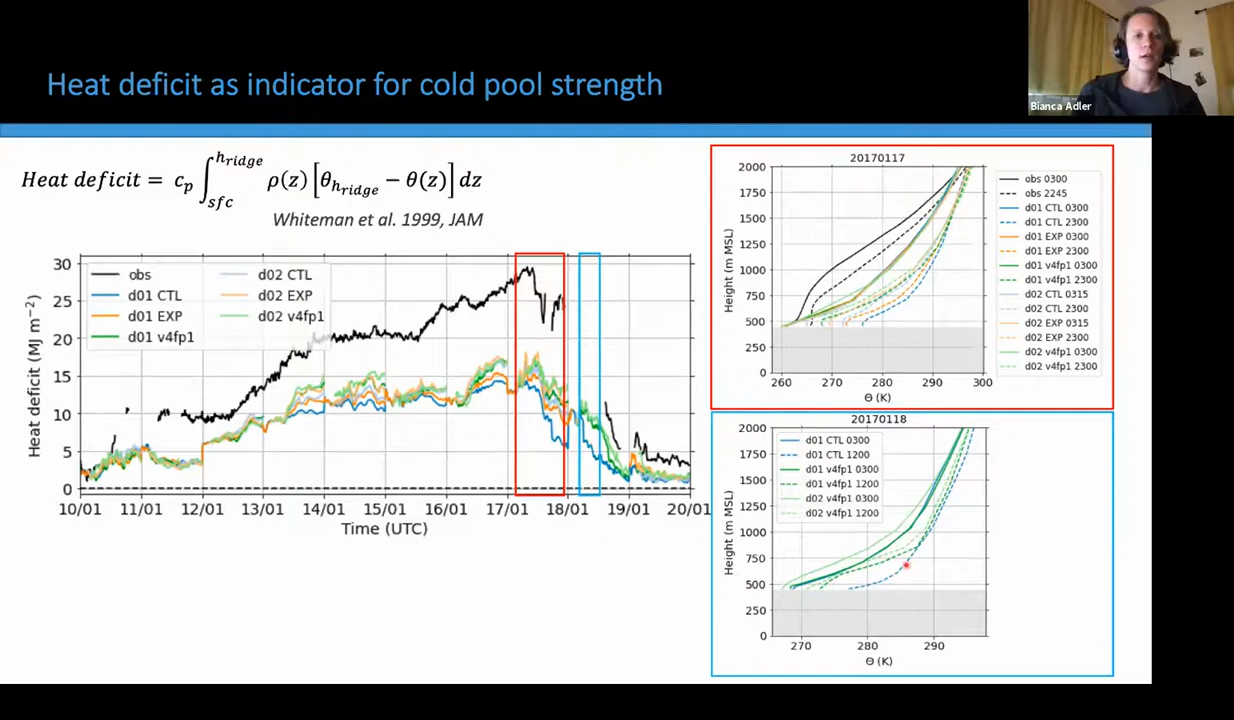 Heat deficit as indicator for cold pool strength
Bianca Adler
Heat deficit = c_p ∫_sfc^h_ridge ρ(z) [θ_h_ridge − θ(z)] dz
Whiteman et al. 1999, JAM
Heat deficit (MJ m⁻²)
30
25
20
15
10
5
0
obs
d01 CTL
d01 EXP
d01 v4fp1
d02 CTL
d02 EXP
d02 v4fp1
10/01 11/01 12/01 13/01 14/01 15/01 16/01 17/01 18/01 19/01 20/01
Time (UTC)
20170117
Height (m MSL)
2000
1750
1500
1250
1000
750
500
250
0
260 270 280 290 300
Θ (K)
obs 0300
obs 2245
d01 CTL 0300
d01 CTL 2300
d01 EXP 0300
d01 EXP 2300
d01 v4fp1 0300
d01 v4fp1 2300
d02 CTL 0315
d02 CTL 2300
d02 EXP 0315
d02 EXP 2300
d02 v4fp1 0300
d02 v4fp1 2300
20170118
Height (m MSL)
2000
1750
1500
1250
1000
750
500
250
0
d01 CTL 0300
d01 CTL 1200
d01 v4fp1 0300
d01 v4fp1 1200
d02 v4fp1 0300
d02 v4fp1 1200
270 280 290
Θ (K)